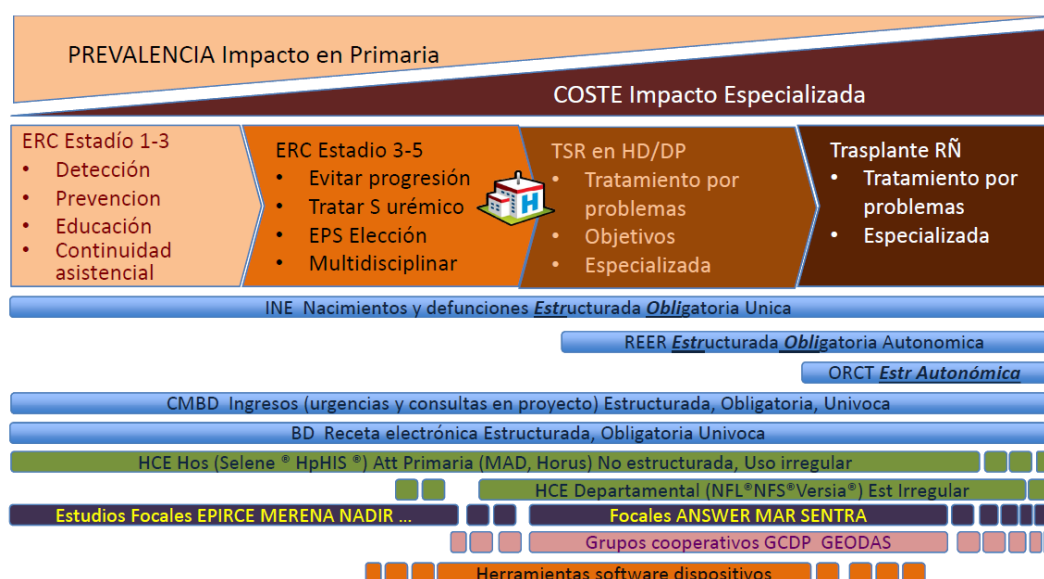 PREVALENCIA Impacto en Primaria
COSTE Impacto Especializada
ERC Estadío 1-3
• Detección
• Prevencion
• Educación
• Continuidad
asistencial
ERC Estadio 3-5
• Evitar progresión
• Tratar S urémico
• EPS Elección
• Multidisciplinar
H
TSR en HD/DP
• Tratamiento por
problemas
• Objetivos
• Especializada
Trasplante RÑ
• Tratamiento por
problemas
• Especializada
INE Nacimientos y defunciones Estructurada Obligatoria Unica
REER Estructurada Obligatoria Autonomica
ORCT Estr Autonómica
CMBD Ingresos (urgencias y consultas en proyecto) Estructurada, Obligatoria, Univoca
BD Receta electrónica Estructurada, Obligatoria Univoca
HCE Hos (Selene ® HpHIS ®) Att Primaria (MAD, Horus) No estructurada, Uso irregular
HCE Departamental (NFL®NFS®Versia®) Est Irregular
Estudios Focales EPIRCE MERENA NADIR ...
Focales ANSWER MAR SENTRA
Grupos cooperativos GCDP GEODAS
Herramientas software dispositivos